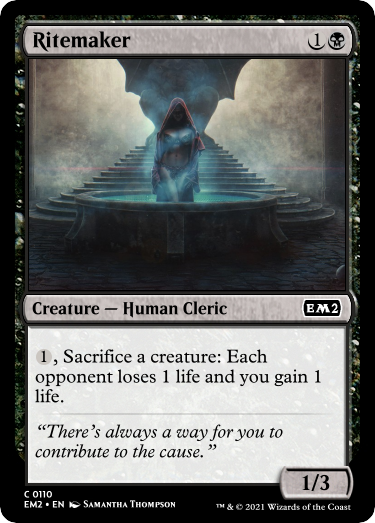 Ritemaker 1
Creature — Human Cleric EM2
1, Sacrifice a creature: Each
opponent loses 1 life and you gain 1
life.
“There’s always a way for you to
contribute to the cause.”
1/3
C 0110
EM2 • EN Samantha Thompson ™ & © 2021 Wizards of the Coast